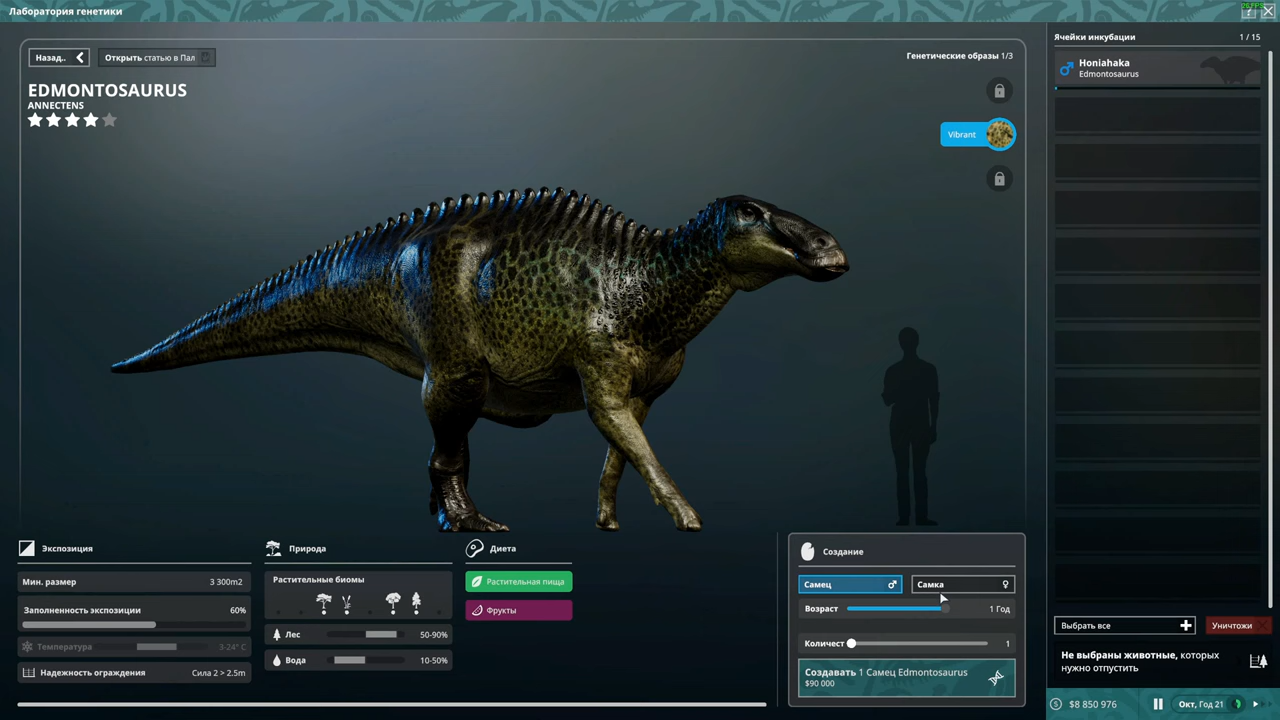 Лаборатория генетики
Назад..
Открыть статью в Пал
EDMONTOSAURUS
ANNECTENS
Генетические образы 1/3
Vibrant
Ячейки инкубации 1 / 15
Honiahaka
Edmontosaurus
Экспозиция
Мин. размер 3 300m2
Заполненность экспозиции 60%
Температура 3-24° C
Надежность ограждения Сила 2 > 2.5m
Природа
Растительные биомы
Лес 50-90%
Вода 10-50%
Диета
Растительная пища
Фрукты
Создание
Самец
Самка
Возраст 1 Год
Количест 1
Создавать 1 Самец Edmontosaurus
$90 000
Выбрать все
Уничтожи
Не выбраны животные, которых
нужно отпустить
$8 850 976
Окт, Год 21